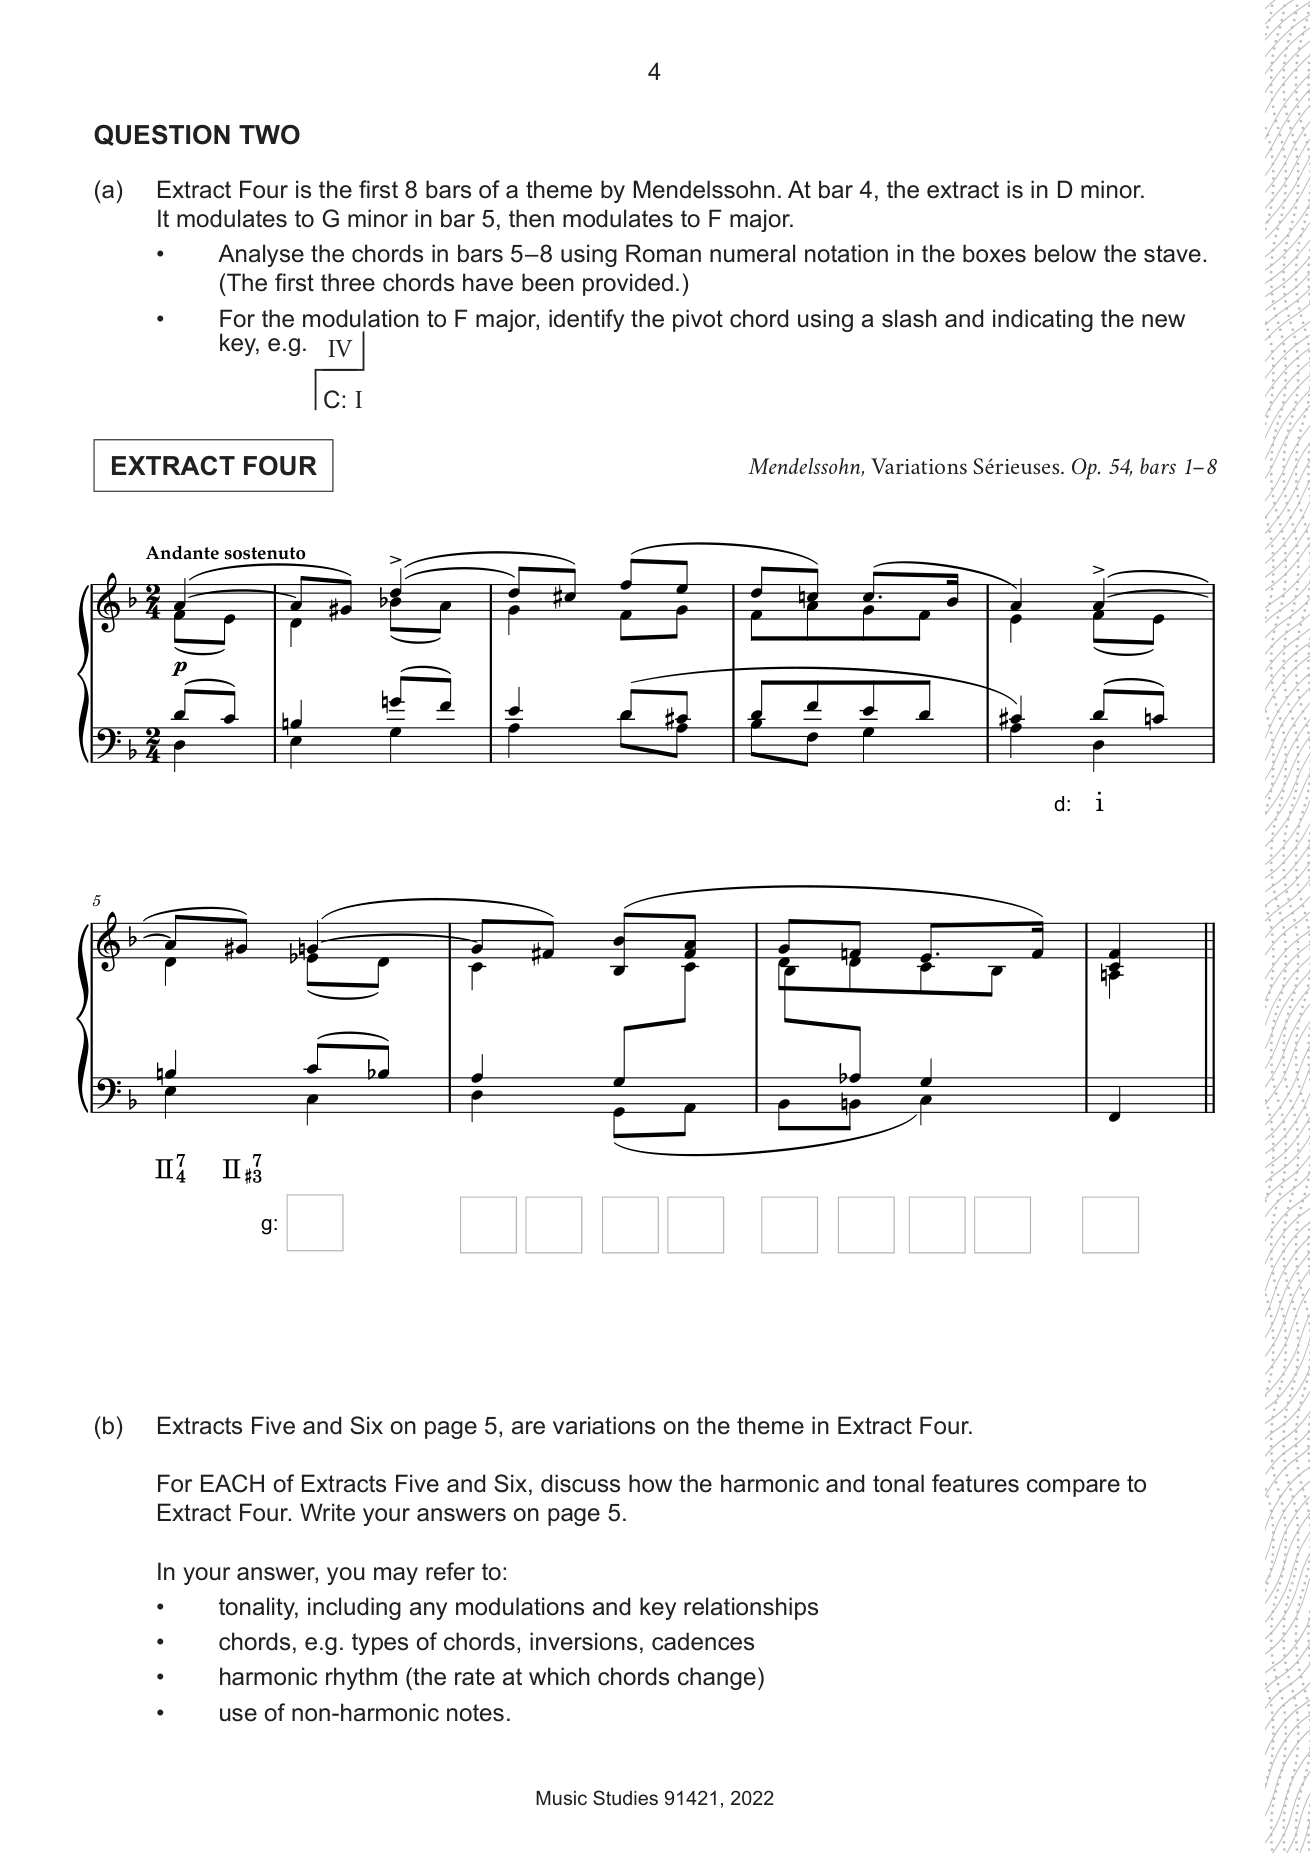 4
QUESTION TWO
(a) Extract Four is the first 8 bars of a theme by Mendelssohn. At bar 4, the extract is in D minor.
It modulates to G minor in bar 5, then modulates to F major.
• Analyse the chords in bars 5–8 using Roman numeral notation in the boxes below the stave.
(The first three chords have been provided.)
• For the modulation to F major, identify the pivot chord using a slash and indicating the new
key, e.g. IV
C: I
EXTRACT FOUR
Mendelssohn, Variations Sérieuses. Op. 54, bars 1–8
Andante sostenuto
p
d: i
5
II7 4 II7 ♯3
g:
(b) Extracts Five and Six on page 5, are variations on the theme in Extract Four.
For EACH of Extracts Five and Six, discuss how the harmonic and tonal features compare to
Extract Four. Write your answers on page 5.
In your answer, you may refer to:
• tonality, including any modulations and key relationships
• chords, e.g. types of chords, inversions, cadences
• harmonic rhythm (the rate at which chords change)
• use of non-harmonic notes.
Music Studies 91421, 2022